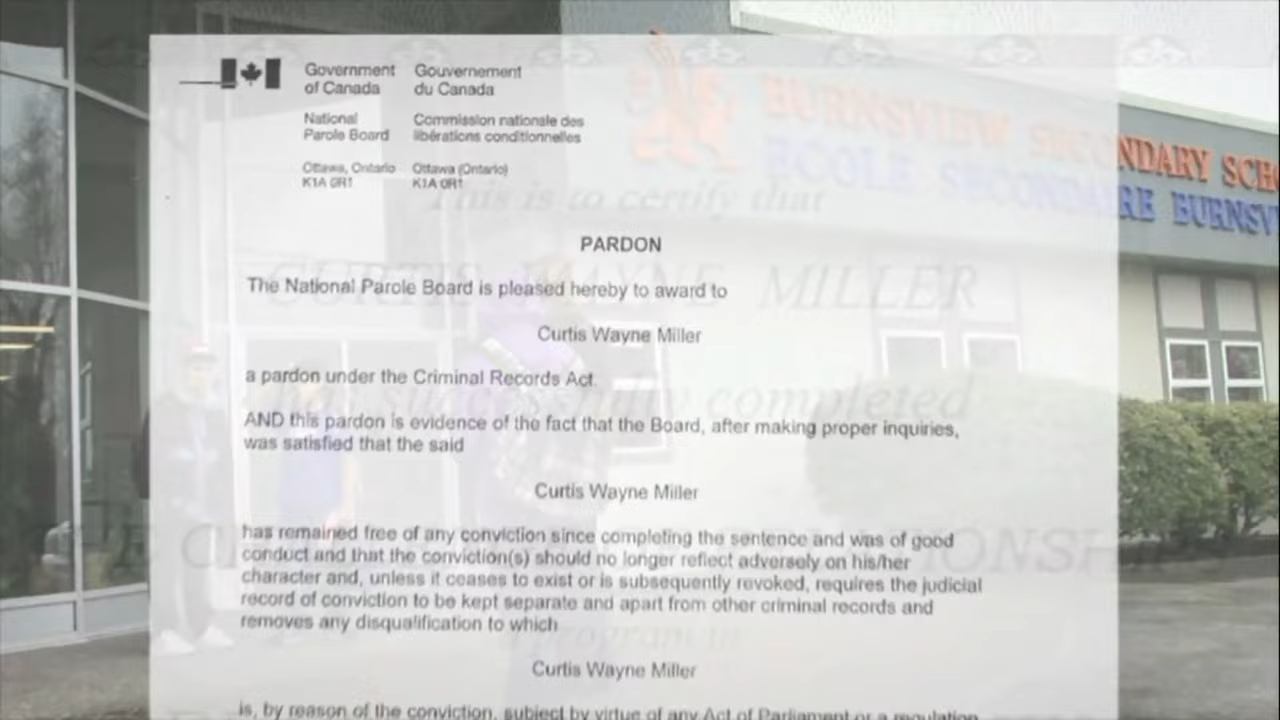 Government of Canada
Gouvernement du Canada
National Parole Board
Commission nationale des libérations conditionnelles
Ottawa, Ontario
K1A 0R1
Ottawa (Ontario)
K1A 0R1
BURNSVIEW SECONDARY SCHO
ECOLE SECONDAIRE BURNSV
This is to certify that
PARDON
CURTIS WAYNE MILLER
The National Parole Board is pleased hereby to award to
Curtis Wayne Miller
a pardon under the Criminal Records Act.
has successfully completed
AND this pardon is evidence of the fact that the Board, after making proper inquiries,
was satisfied that the said
Curtis Wayne Miller
has remained free of any conviction since completing the sentence and was of good
conduct and that the conviction(s) should no longer reflect adversely on his/her
character and, unless it ceases to exist or is subsequently revoked, requires the judicial
record of conviction to be kept separate and apart from other criminal records and
removes any disqualification to which
program in
Curtis Wayne Miller
is, by reason of the conviction, subject by virtue of any Act of Parliament or a regulation